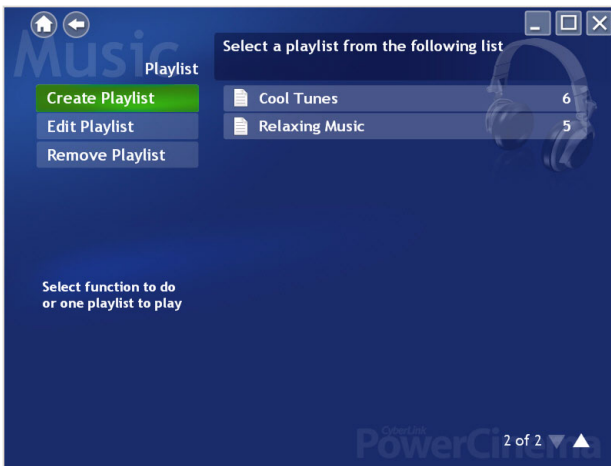 Music
Playlist
Select a playlist from the following list
Create Playlist
Edit Playlist
Remove Playlist
Cool Tunes 6
Relaxing Music 5
Select function to do
or one playlist to play
CyberLink
PowerCinema
2 of 2